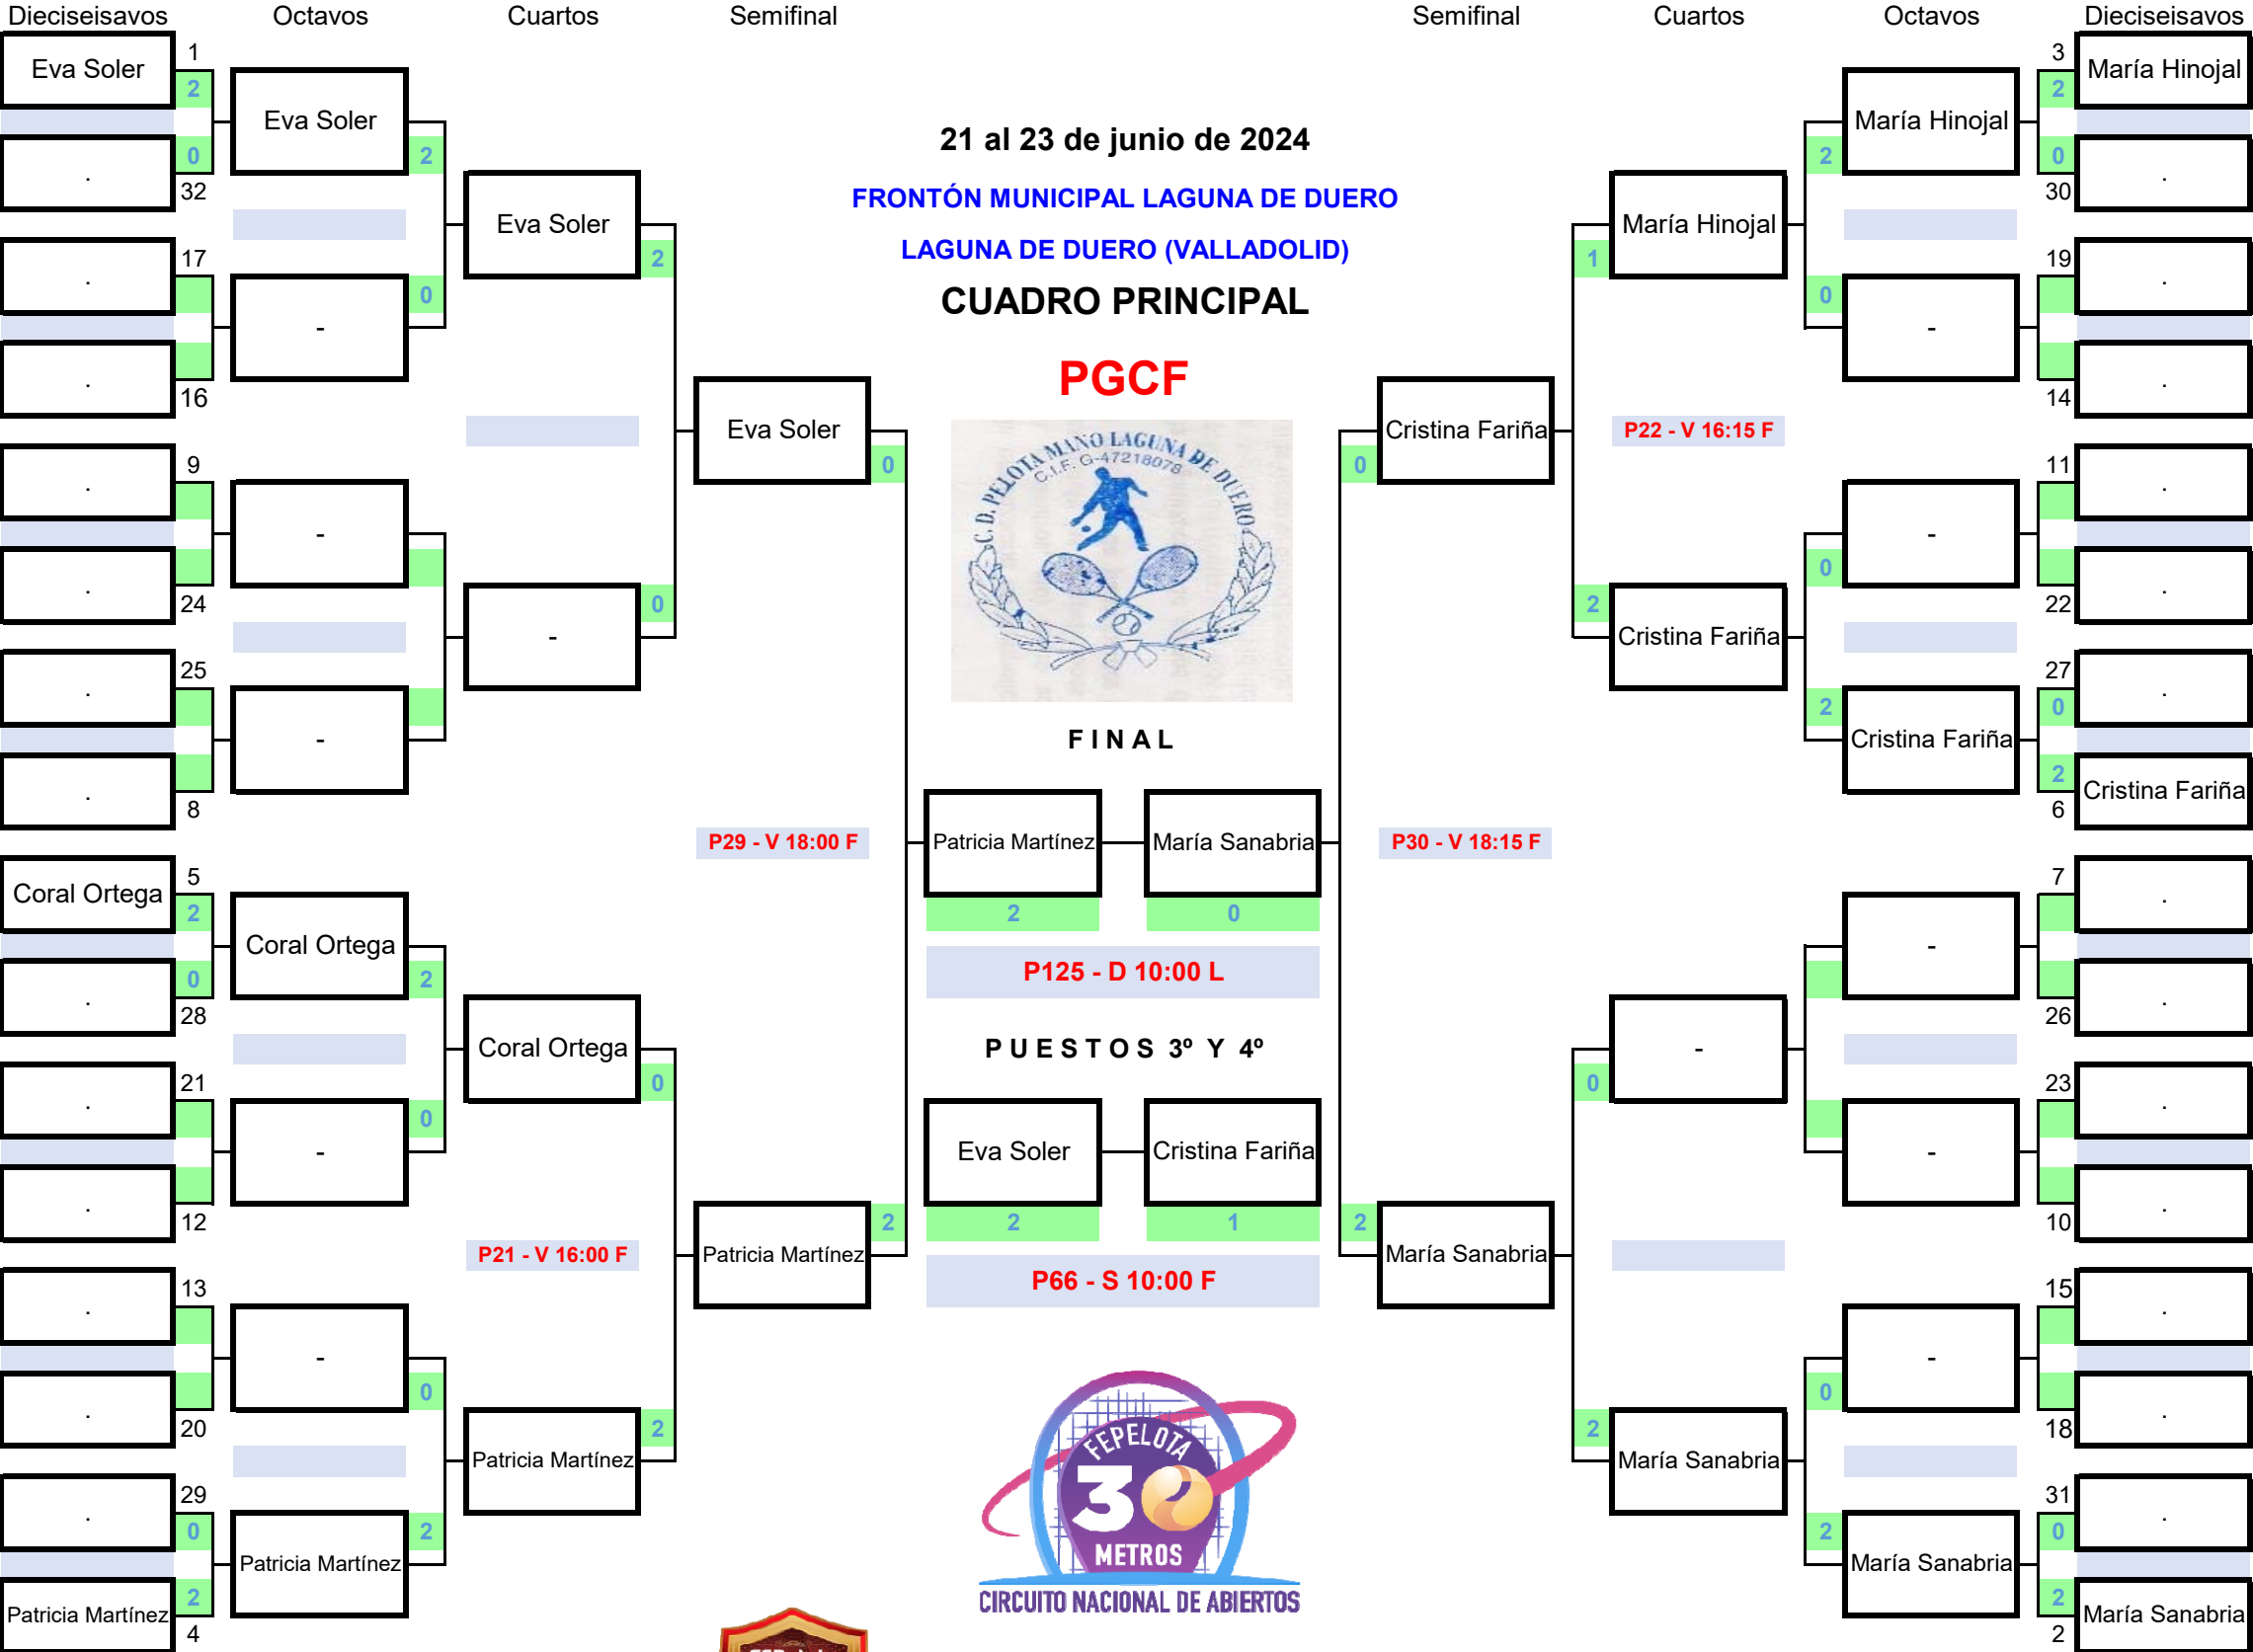 Dieciseisavos Octavos Cuartos Semifinal Semifinal Cuartos Octavos Dieciseisavos
Eva Soler
1
2
.
0
32
.
17
.
16
.
9
.
24
.
25
.
8
Coral Ortega
5
2
.
0
28
.
21
.
12
.
13
.
20
.
29
0
Patricia Martínez
2
4
Eva Soler
2
-
0
-
-
Coral Ortega
2
-
0
-
0
Patricia Martínez
2
Eva Soler
2
-
0
Coral Ortega
0
P21 - V 16:00 F
Patricia Martínez
2
Eva Soler
0
P29 - V 18:00 F
Patricia Martínez
2
21 al 23 de junio de 2024
FRONTÓN MUNICIPAL LAGUNA DE DUERO
LAGUNA DE DUERO (VALLADOLID)
CUADRO PRINCIPAL
PGCF
C.D. PELOTA MANO LAGUNA DE DUERO
C.I.F. G-47218078
FINAL
Patricia Martínez María Sanabria
2 0
P125 - D 10:00 L
PUESTOS 3º Y 4º
Eva Soler Cristina Fariña
2 1
P66 - S 10:00 F
FEPELOTA
30
METROS
CIRCUITO NACIONAL DE ABIERTOS
Cristina Fariña
0
P30 - V 18:15 F
María Sanabria
2
María Hinojal
1
P22 - V 16:15 F
Cristina Fariña
2
-
0
María Sanabria
2
María Hinojal
2
-
0
-
0
Cristina Fariña
2
-
-
-
0
María Sanabria
2
María Hinojal
3
2
.
0
30
.
19
.
14
.
11
.
22
.
27
0
Cristina Fariña
2
6
.
7
.
26
.
23
.
10
.
15
.
18
.
31
0
María Sanabria
2
2